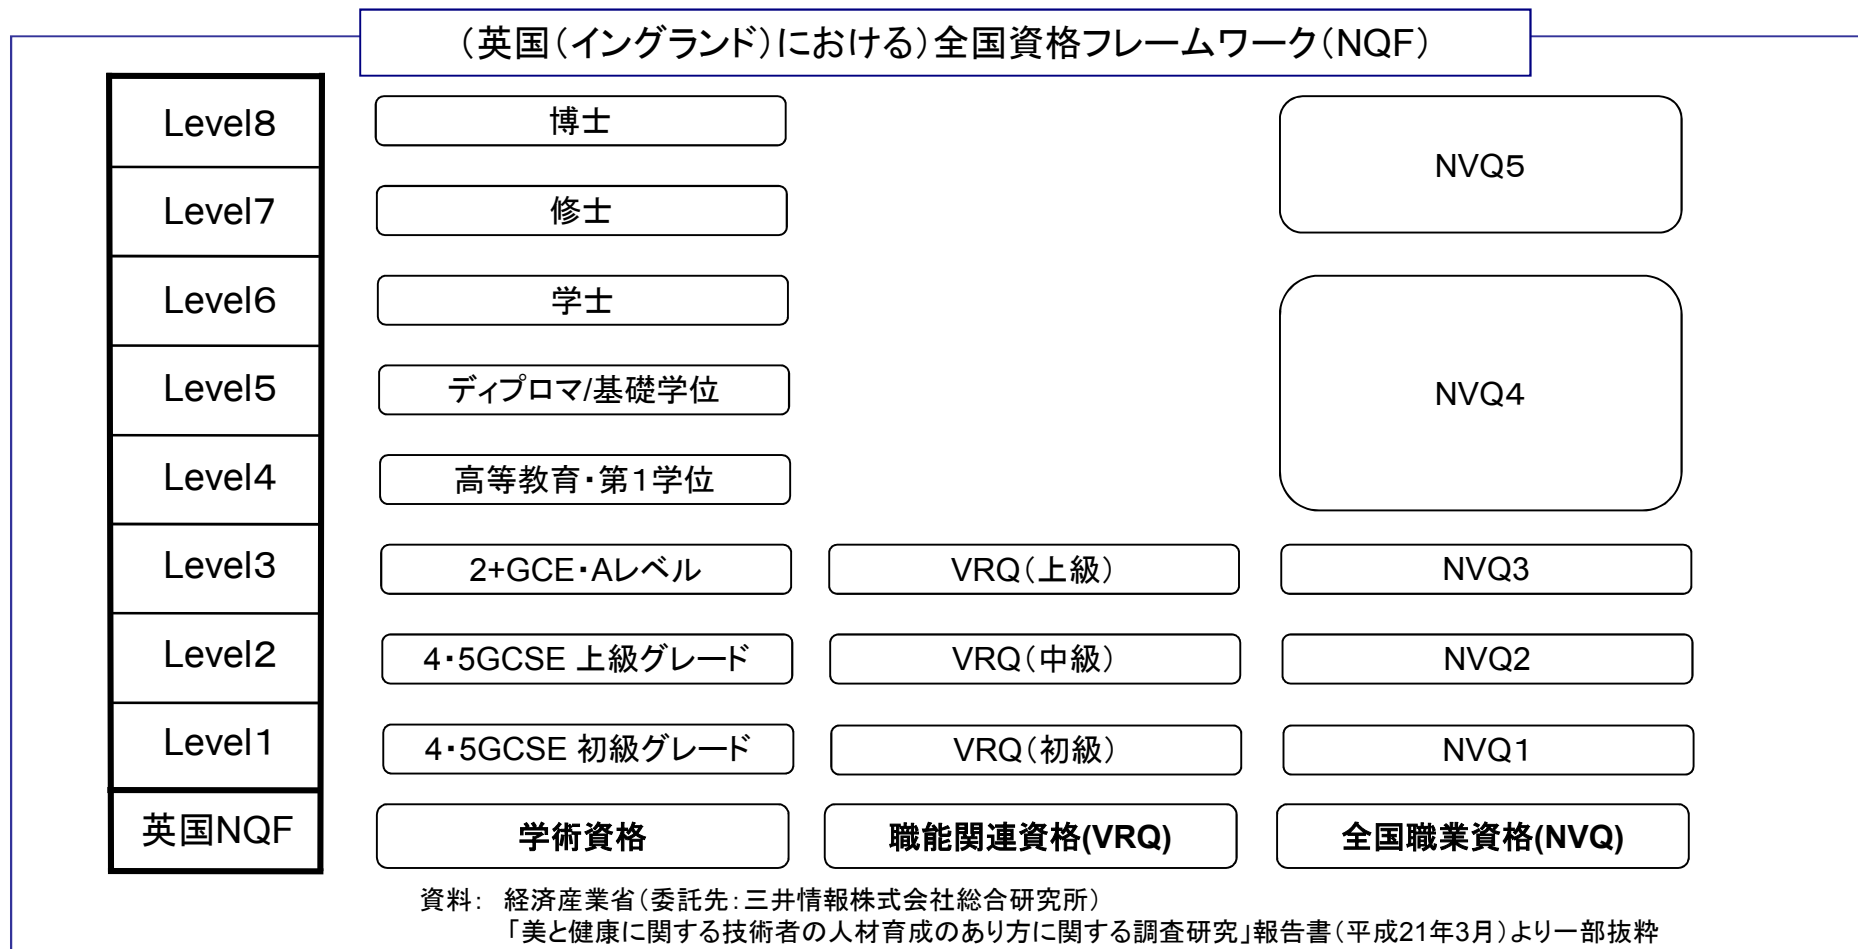 （英国（イングランド）における）全国資格フレームワーク（NQF）
Level８ 博士 NVQ５
Level７ 修士
Level６ 学士
Level５ ディプロマ/基礎学位 NVQ４
Level４ 高等教育・第１学位
Level３ 2+GCE・Aレベル VRQ（上級） NVQ３
Level２ 4・5GCSE 上級グレード VRQ（中級） NVQ２
Level１ 4・5GCSE 初級グレード VRQ（初級） NVQ１
英国NQF 学術資格 職能関連資格(VRQ) 全国職業資格(NVQ)
資料： 経済産業省（委託先：三井情報株式会社総合研究所）
「美と健康に関する技術者の人材育成のあり方に関する調査研究」報告書（平成21年3月）より一部抜粋